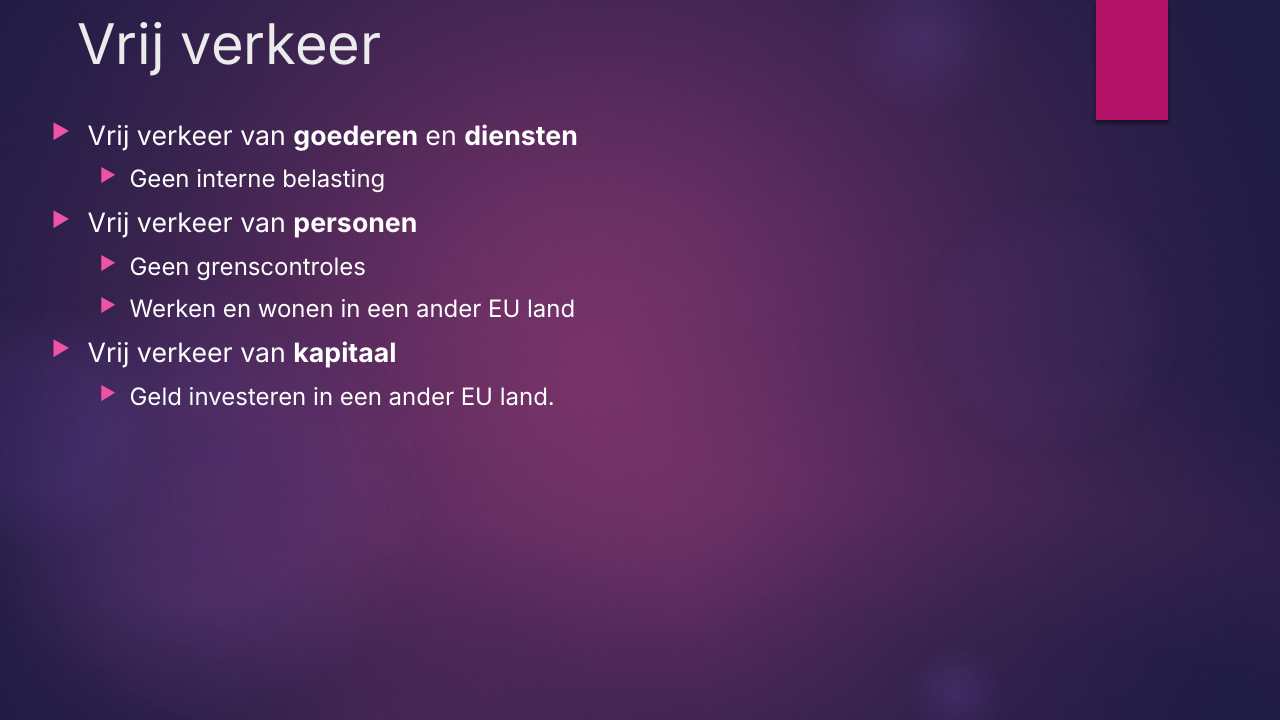 Vrij verkeer
Vrij verkeer van goederen en diensten
Geen interne belasting
Vrij verkeer van personen
Geen grenscontroles
Werken en wonen in een ander EU land
Vrij verkeer van kapitaal
Geld investeren in een ander EU land.